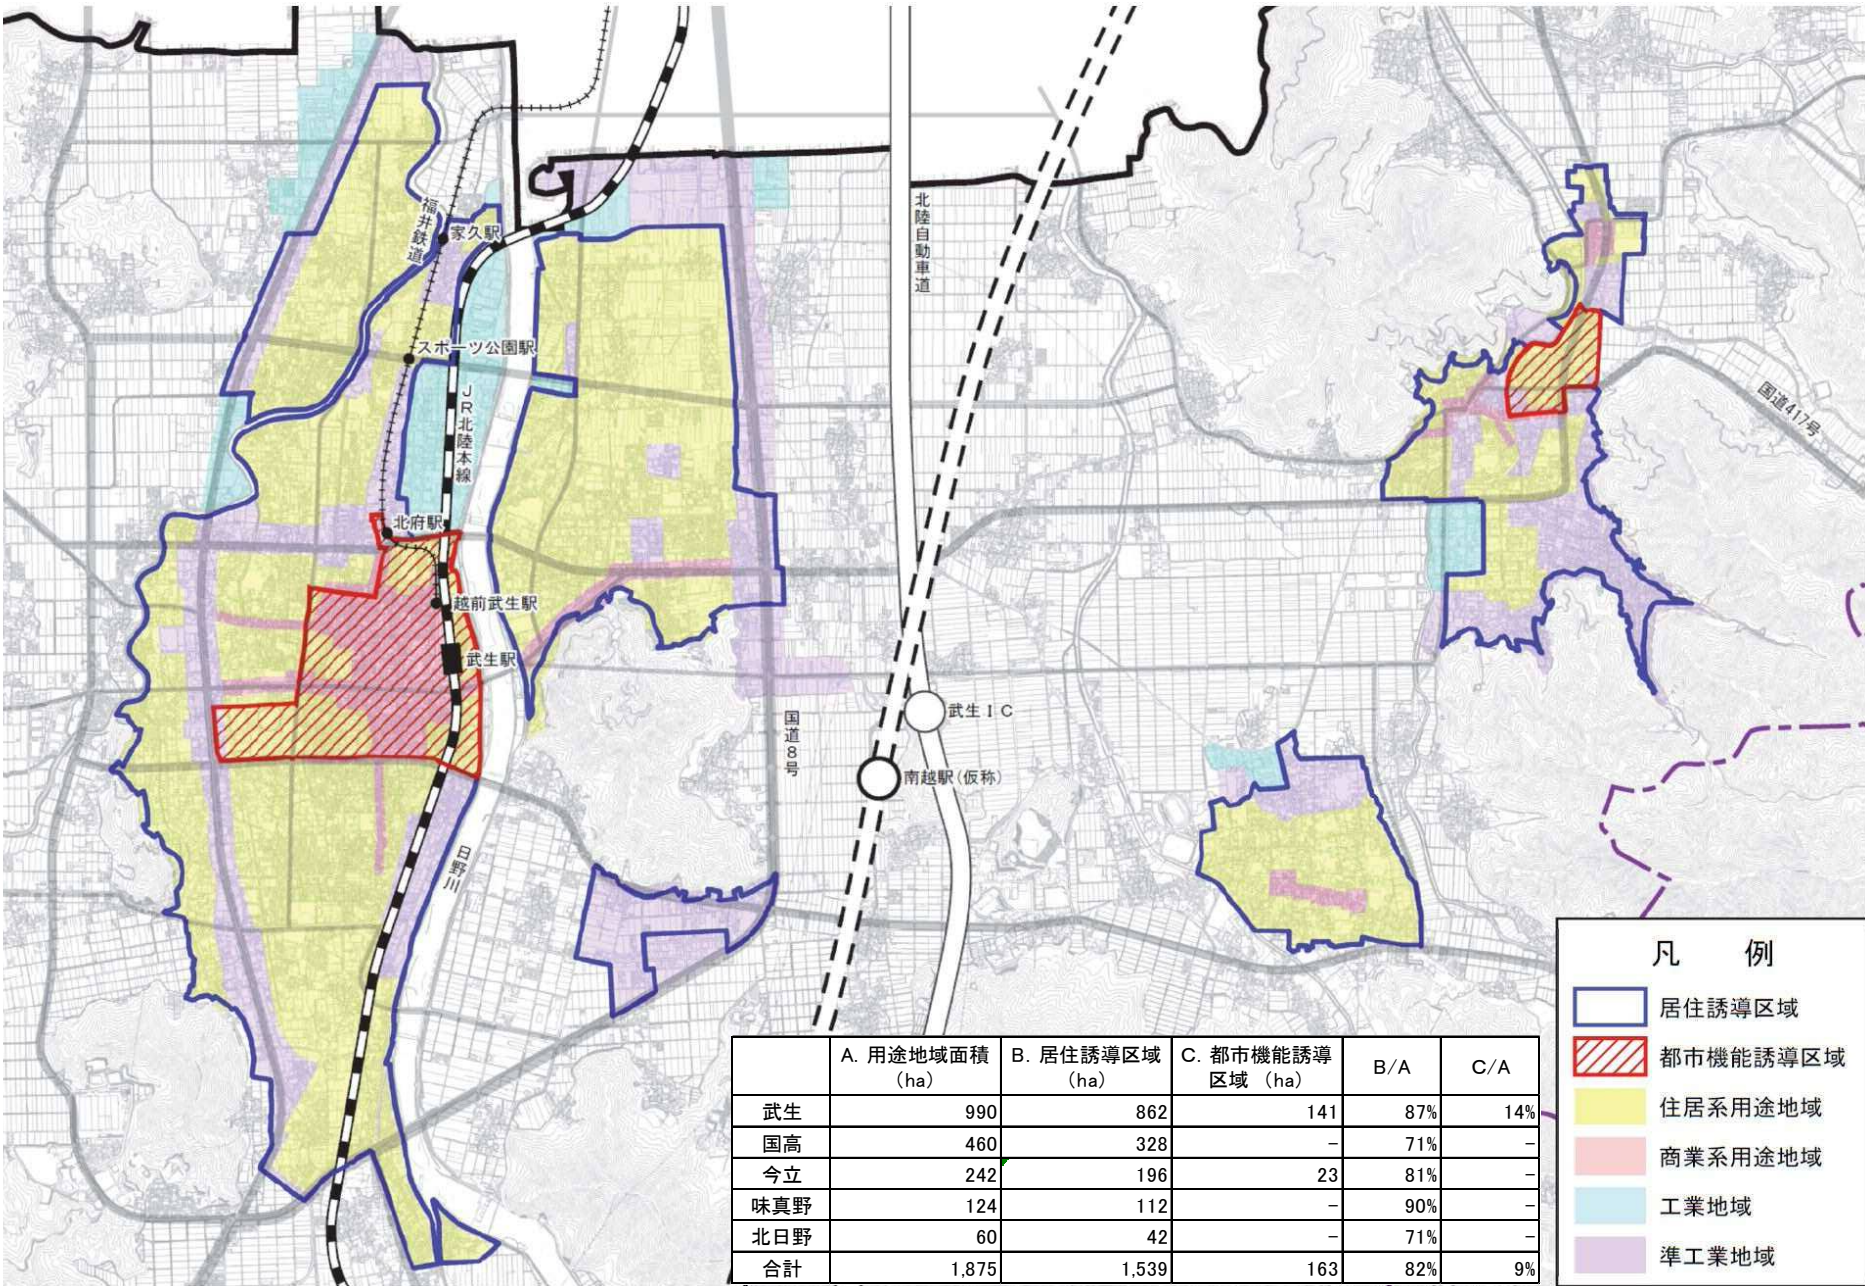 福井鉄道
家久駅
スポーツ公園駅
JR北陸本線
北府駅
越前武生駅
武生駅
日野川
北陸自動車道
国道8号
武生IC
南越駅(仮称)
国道417号
凡 例
居住誘導区域
都市機能誘導区域
住居系用途地域
商業系用途地域
工業地域
準工業地域
A. 用途地域面積 (ha) B. 居住誘導区域 (ha) C. 都市機能誘導区域 (ha) B/A C/A
武生 990 862 141 87% 14%
国高 460 328 - 71% -
今立 242 196 23 81% -
味真野 124 112 - 90% -
北日野 60 42 - 71% -
合計 1,875 1,539 163 82% 9%